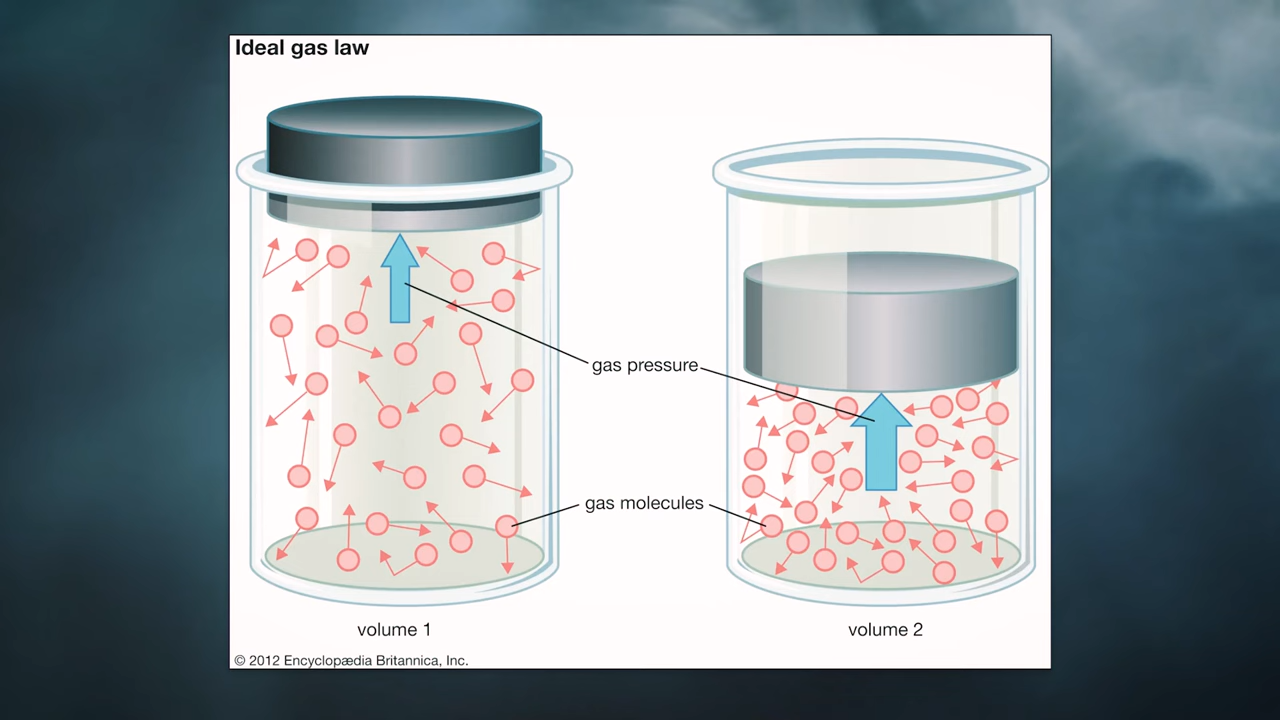 Ideal gas law
gas pressure
gas molecules
volume 1
volume 2
© 2012 Encyclopædia Britannica, Inc.